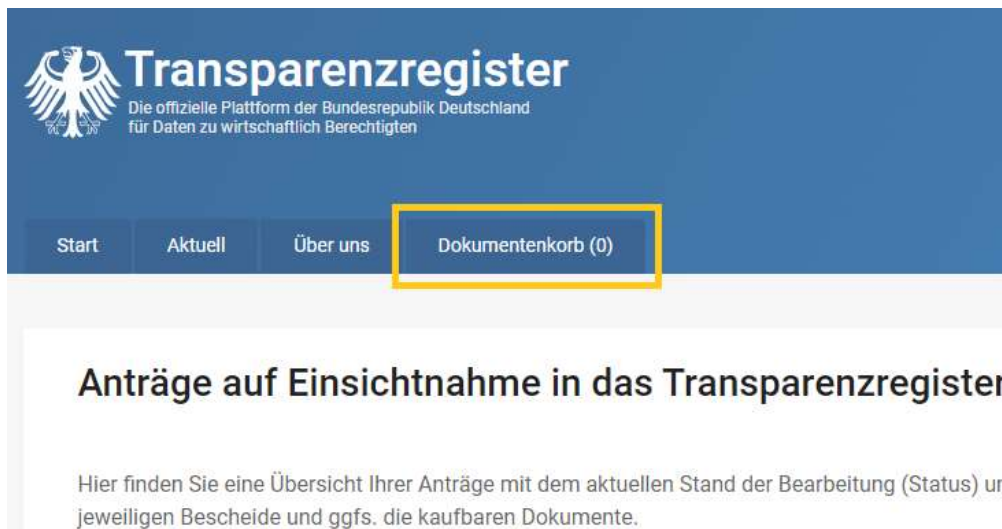 Transparenzregister
Die offizielle Plattform der Bundesrepublik Deutschland
für Daten zu wirtschaftlich Berechtigten
Start Aktuell Über uns Dokumentenkorb (0)
Anträge auf Einsichtnahme in das Transparenzregister
Hier finden Sie eine Übersicht Ihrer Anträge mit dem aktuellen Stand der Bearbeitung (Status)
jeweiligen Bescheide und ggfs. die kaufbaren Dokumente.